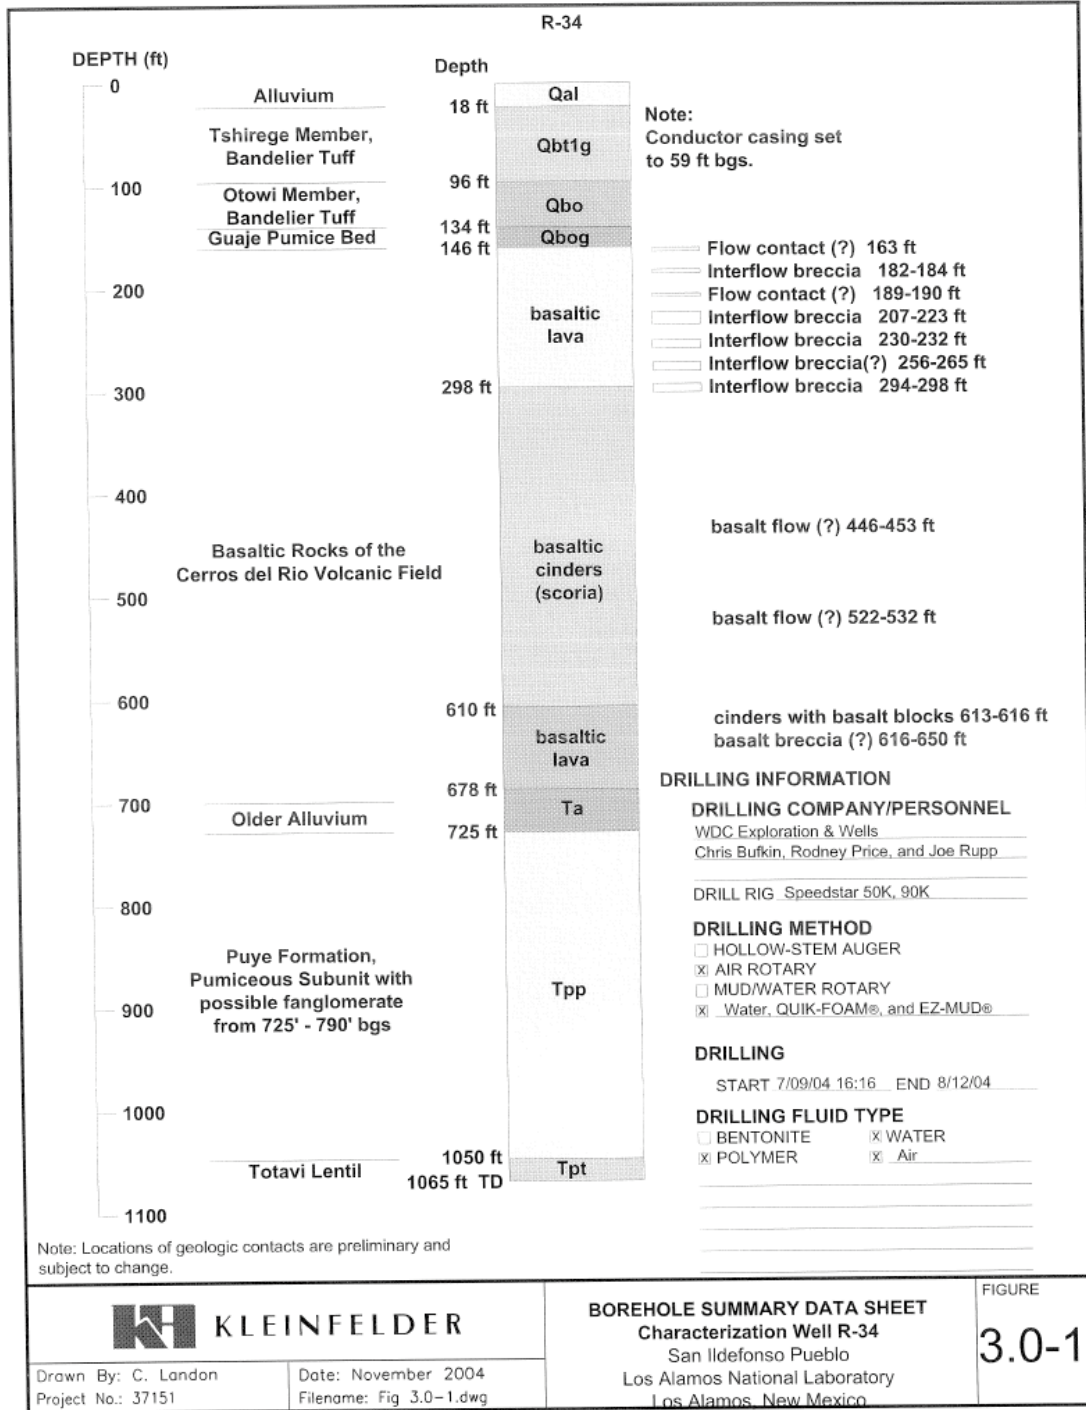 R-34
DEPTH (ft)
Depth
0
Alluvium
Qal
18 ft
Tshirege Member,
Bandelier Tuff
Qbt1g
Note:
Conductor casing set
to 59 ft bgs.
96 ft
100
Otowi Member,
Bandelier Tuff
Qbo
134 ft
Guaje Pumice Bed
Qbog
146 ft
Flow contact (?) 163 ft
Interflow breccia 182-184 ft
Flow contact (?) 189-190 ft
Interflow breccia 207-223 ft
Interflow breccia 230-232 ft
Interflow breccia(?) 256-265 ft
Interflow breccia 294-298 ft
200
basaltic
lava
298 ft
300
400
basalt flow (?) 446-453 ft
Basaltic Rocks of the
Cerros del Rio Volcanic Field
basaltic
cinders
(scoria)
500
basalt flow (?) 522-532 ft
600
610 ft
cinders with basalt blocks 613-616 ft
basalt breccia (?) 616-650 ft
basaltic
lava
678 ft
700
Older Alluvium
Ta
725 ft
800
Puye Formation,
Pumiceous Subunit with
possible fanglomerate
from 725' - 790' bgs
Tpp
900
1000
1050 ft
Totavi Lentil
Tpt
1065 ft TD
1100
DRILLING INFORMATION
DRILLING COMPANY/PERSONNEL
WDC Exploration & Wells
Chris Bufkin, Rodney Price, and Joe Rupp
DRILL RIG Speedstar 50K, 90K
DRILLING METHOD
HOLLOW-STEM AUGER
X AIR ROTARY
MUD/WATER ROTARY
X Water, QUIK-FOAM®, and EZ-MUD®
DRILLING
START 7/09/04 16:16 END 8/12/04
DRILLING FLUID TYPE
BENTONITE X WATER
X POLYMER X Air
Note: Locations of geologic contacts are preliminary and
subject to change.
KLEINFELDER
Drawn By: C. Landon
Project No.: 37151
Date: November 2004
Filename: Fig 3.0-1.dwg
BOREHOLE SUMMARY DATA SHEET
Characterization Well R-34
San Ildefonso Pueblo
Los Alamos National Laboratory
Los Alamos, New Mexico
FIGURE
3.0-1